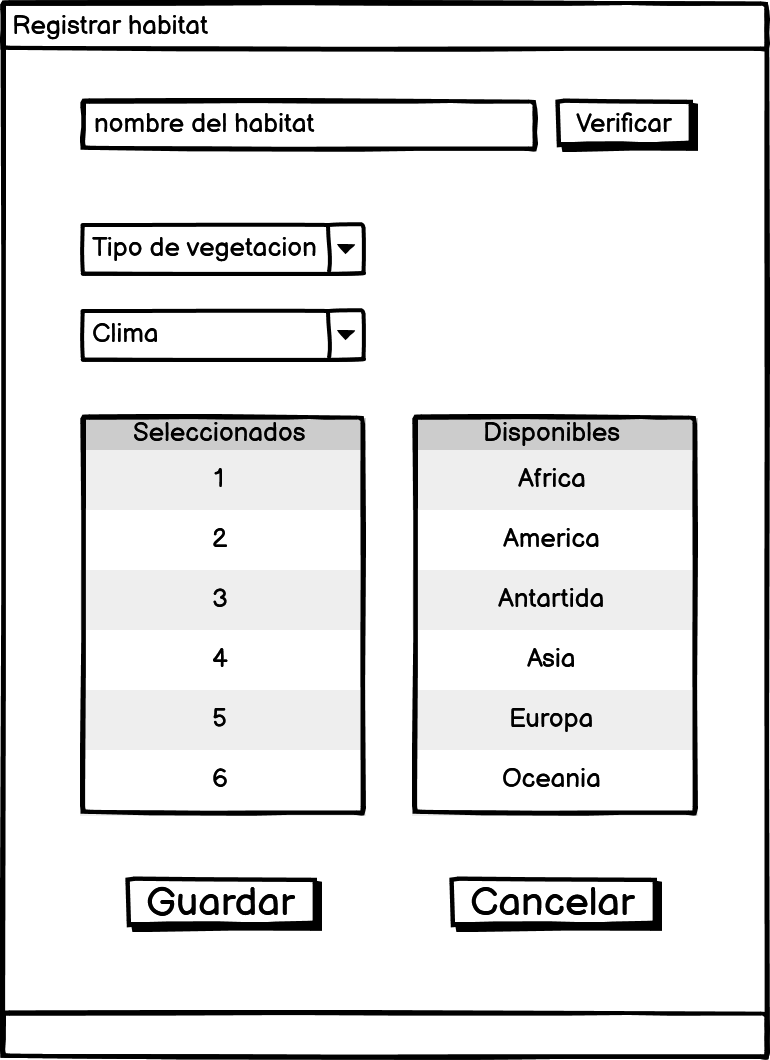 Registrar habitat
nombre del habitat
Verificar
Tipo de vegetacion
Clima
Seleccionados
1
2
3
4
5
6
Disponibles
Africa
America
Antartida
Asia
Europa
Oceania
Guardar
Cancelar